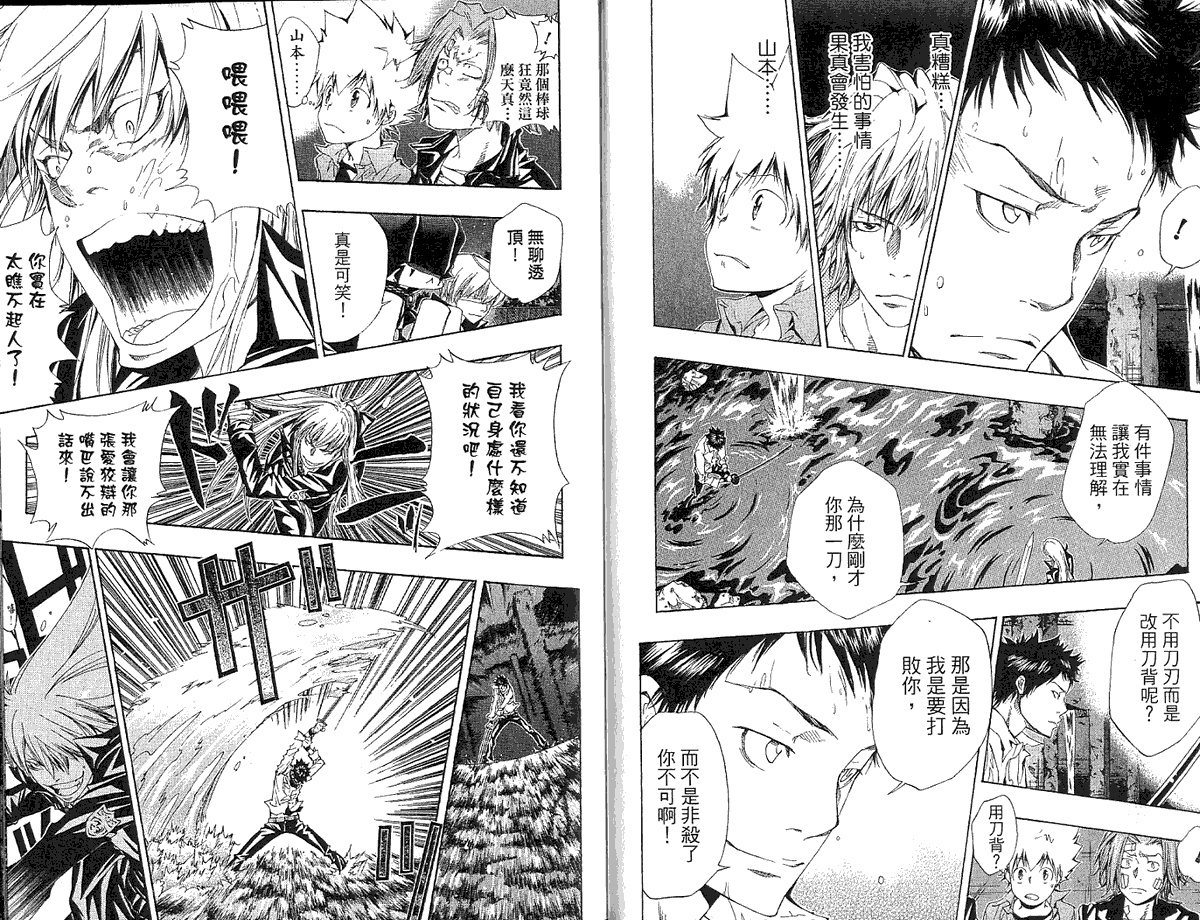 ！
真糟糕…
我害怕的事情
果真會發生……
山本……
有件事情
讓我實在
無法理解，
為什麼剛才
你那一刀，
不用刀刃而是
改用刀背呢？
那是因為
我是要打
敗你，
而不是非殺了
你不可啊！
用刀背？
！
那個棒球
狂竟然這
麼天真…
山本……
喂喂喂！
你實在
太瞧不起人了！
無聊透
頂！
真是可笑！
我看你還不知道
自己身處什麼樣
的狀況吧！
我會讓你那
張愛狡辯的
嘴巴說不出
話來！
ザザ